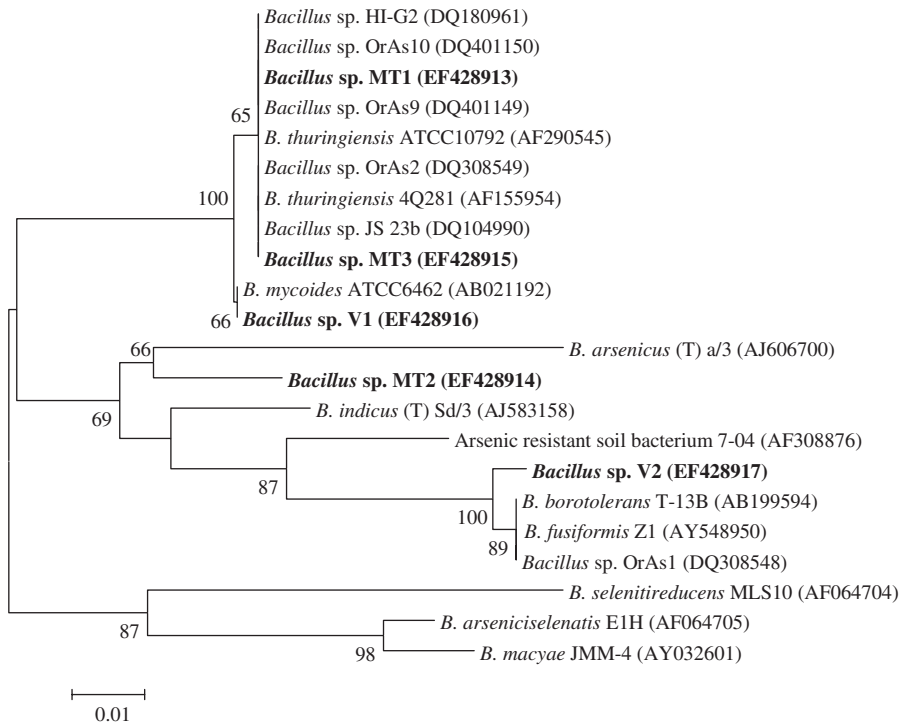 Bacillus sp. HI-G2 (DQ180961)
Bacillus sp. OrAs10 (DQ401150)
Bacillus sp. MT1 (EF428913)
65
Bacillus sp. OrAs9 (DQ401149)
B. thuringiensis ATCC10792 (AF290545)
Bacillus sp. OrAs2 (DQ308549)
100
B. thuringiensis 4Q281 (AF155954)
Bacillus sp. JS 23b (DQ104990)
Bacillus sp. MT3 (EF428915)
B. mycoides ATCC6462 (AB021192)
66
Bacillus sp. V1 (EF428916)
66
B. arsenicus (T) a/3 (AJ606700)
Bacillus sp. MT2 (EF428914)
69
B. indicus (T) Sd/3 (AJ583158)
Arsenic resistant soil bacterium 7-04 (AF308876)
87
Bacillus sp. V2 (EF428917)
B. borotolerans T-13B (AB199594)
100
B. fusiformis Z1 (AY548950)
89
Bacillus sp. OrAs1 (DQ308548)
B. selenitireducens MLS10 (AF064704)
87
B. arseniciselenatis E1H (AF064705)
98
B. macyae JMM-4 (AY032601)
0.01